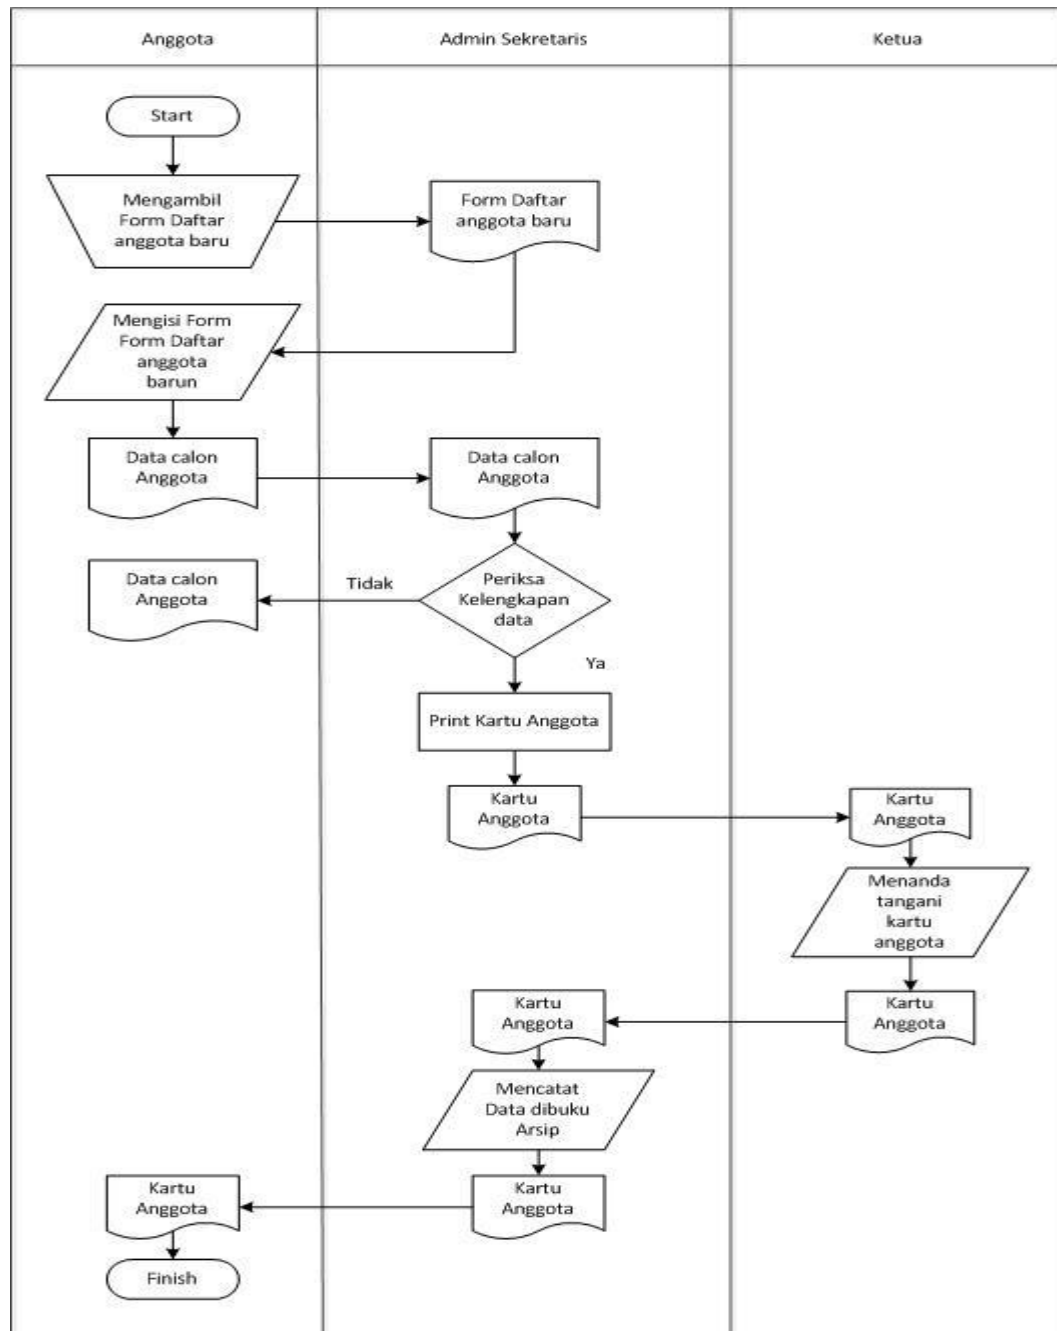 Anggota
Admin Sekretaris
Ketua
Start
Mengambil
Form Daftar
anggota baru
Form Daftar
anggota baru
Mengisi Form
Form Daftar
anggota
barun
Data calon
Anggota
Data calon
Anggota
Data calon
Anggota
Tidak
Periksa
Kelengkapan
data
Ya
Print Kartu Anggota
Kartu
Anggota
Kartu
Anggota
Menanda
tangani
kartu
anggota
Kartu
Anggota
Kartu
Anggota
Mencatat
Data dibuku
Arsip
Kartu
Anggota
Kartu
Anggota
Finish